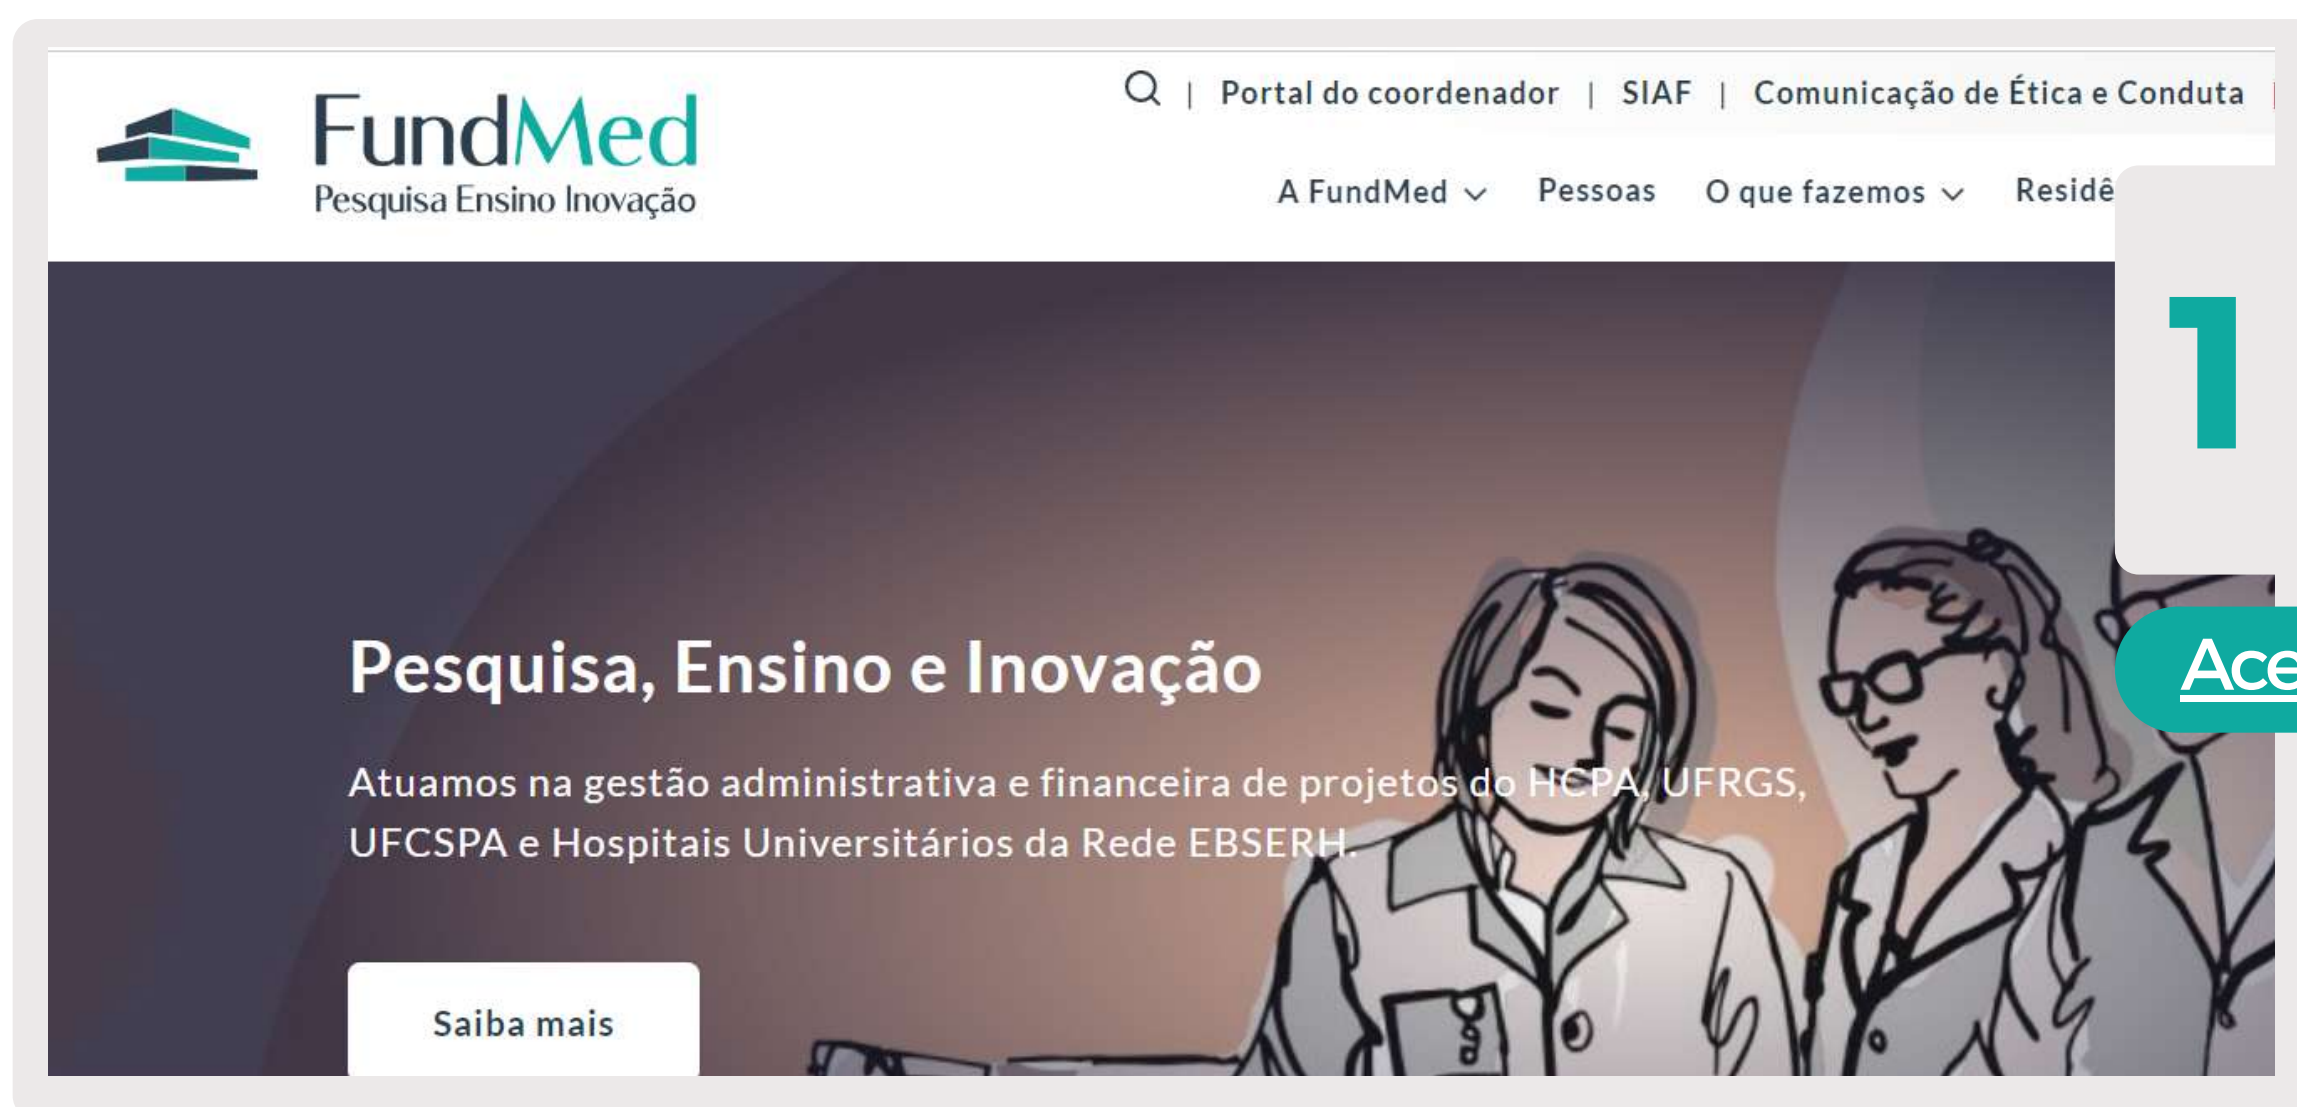 FundMed
Pesquisa Ensino Inovação
| Portal do coordenador | SIAF | Comunicação de Ética e Conduta
A FundMed Pessoas O que fazemos
1
Pesquisa, Ensino e Inovação
Atuamos na gestão administrativa e financeira de projetos do HCPA, UFRGS,
UFCSPA e Hospitais Universitários da Rede EBSERH.
Saiba mais